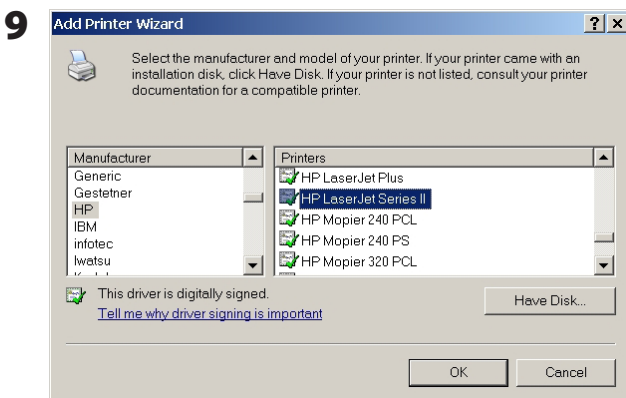 9
Add Printer Wizard
Select the manufacturer and model of your printer. If your printer came with an
installation disk, click Have Disk. If your printer is not listed, consult your printer
documentation for a compatible printer.
Manufacturer
Generic
Gestetner
HP
IBM
infotec
Iwatsu
Printers
HP LaserJet Plus
HP LaserJet Series II
HP Mopier 240 PCL
HP Mopier 240 PS
HP Mopier 320 PCL
This driver is digitally signed.
Tell me why driver signing is important
Have Disk...
OK
Cancel